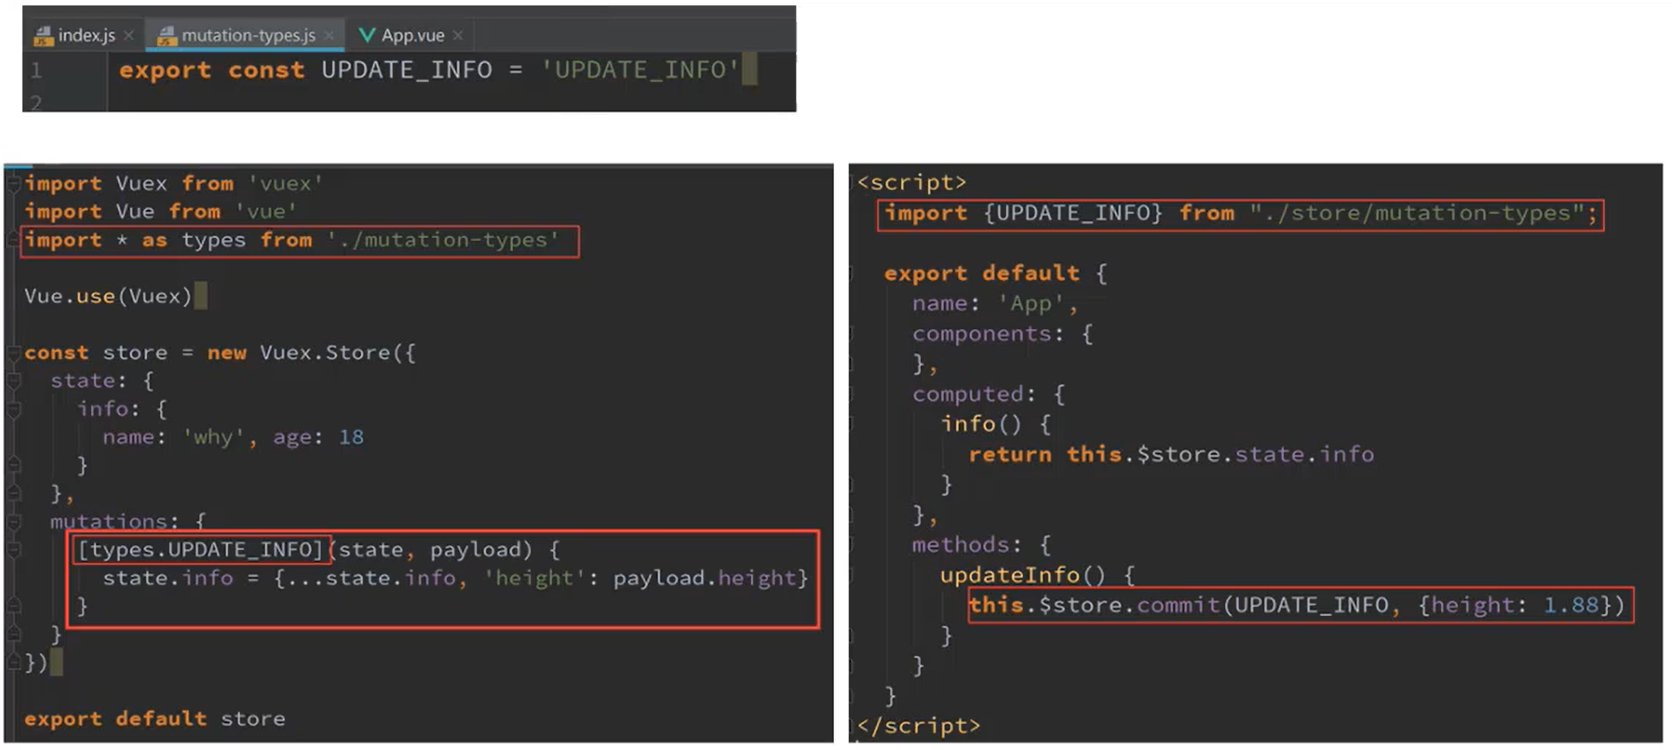 index.js × mutation-types.js × App.vue ×
1 export const UPDATE_INFO = 'UPDATE_INFO'
2
import Vuex from 'vuex'
import Vue from 'vue'
import * as types from './mutation-types'
Vue.use(Vuex)
const store = new Vuex.Store({
state: {
info: {
name: 'why', age: 18
}
},
mutations: {
[types.UPDATE_INFO](state, payload) {
state.info = {...state.info, 'height': payload.height}
}
}
})
export default store
<script>
import {UPDATE_INFO} from "./store/mutation-types";
export default {
name: 'App',
components: {
},
computed: {
info() {
return this.$store.state.info
}
},
methods: {
updateInfo() {
this.$store.commit(UPDATE_INFO, {height: 1.88})
}
}
}
</script>